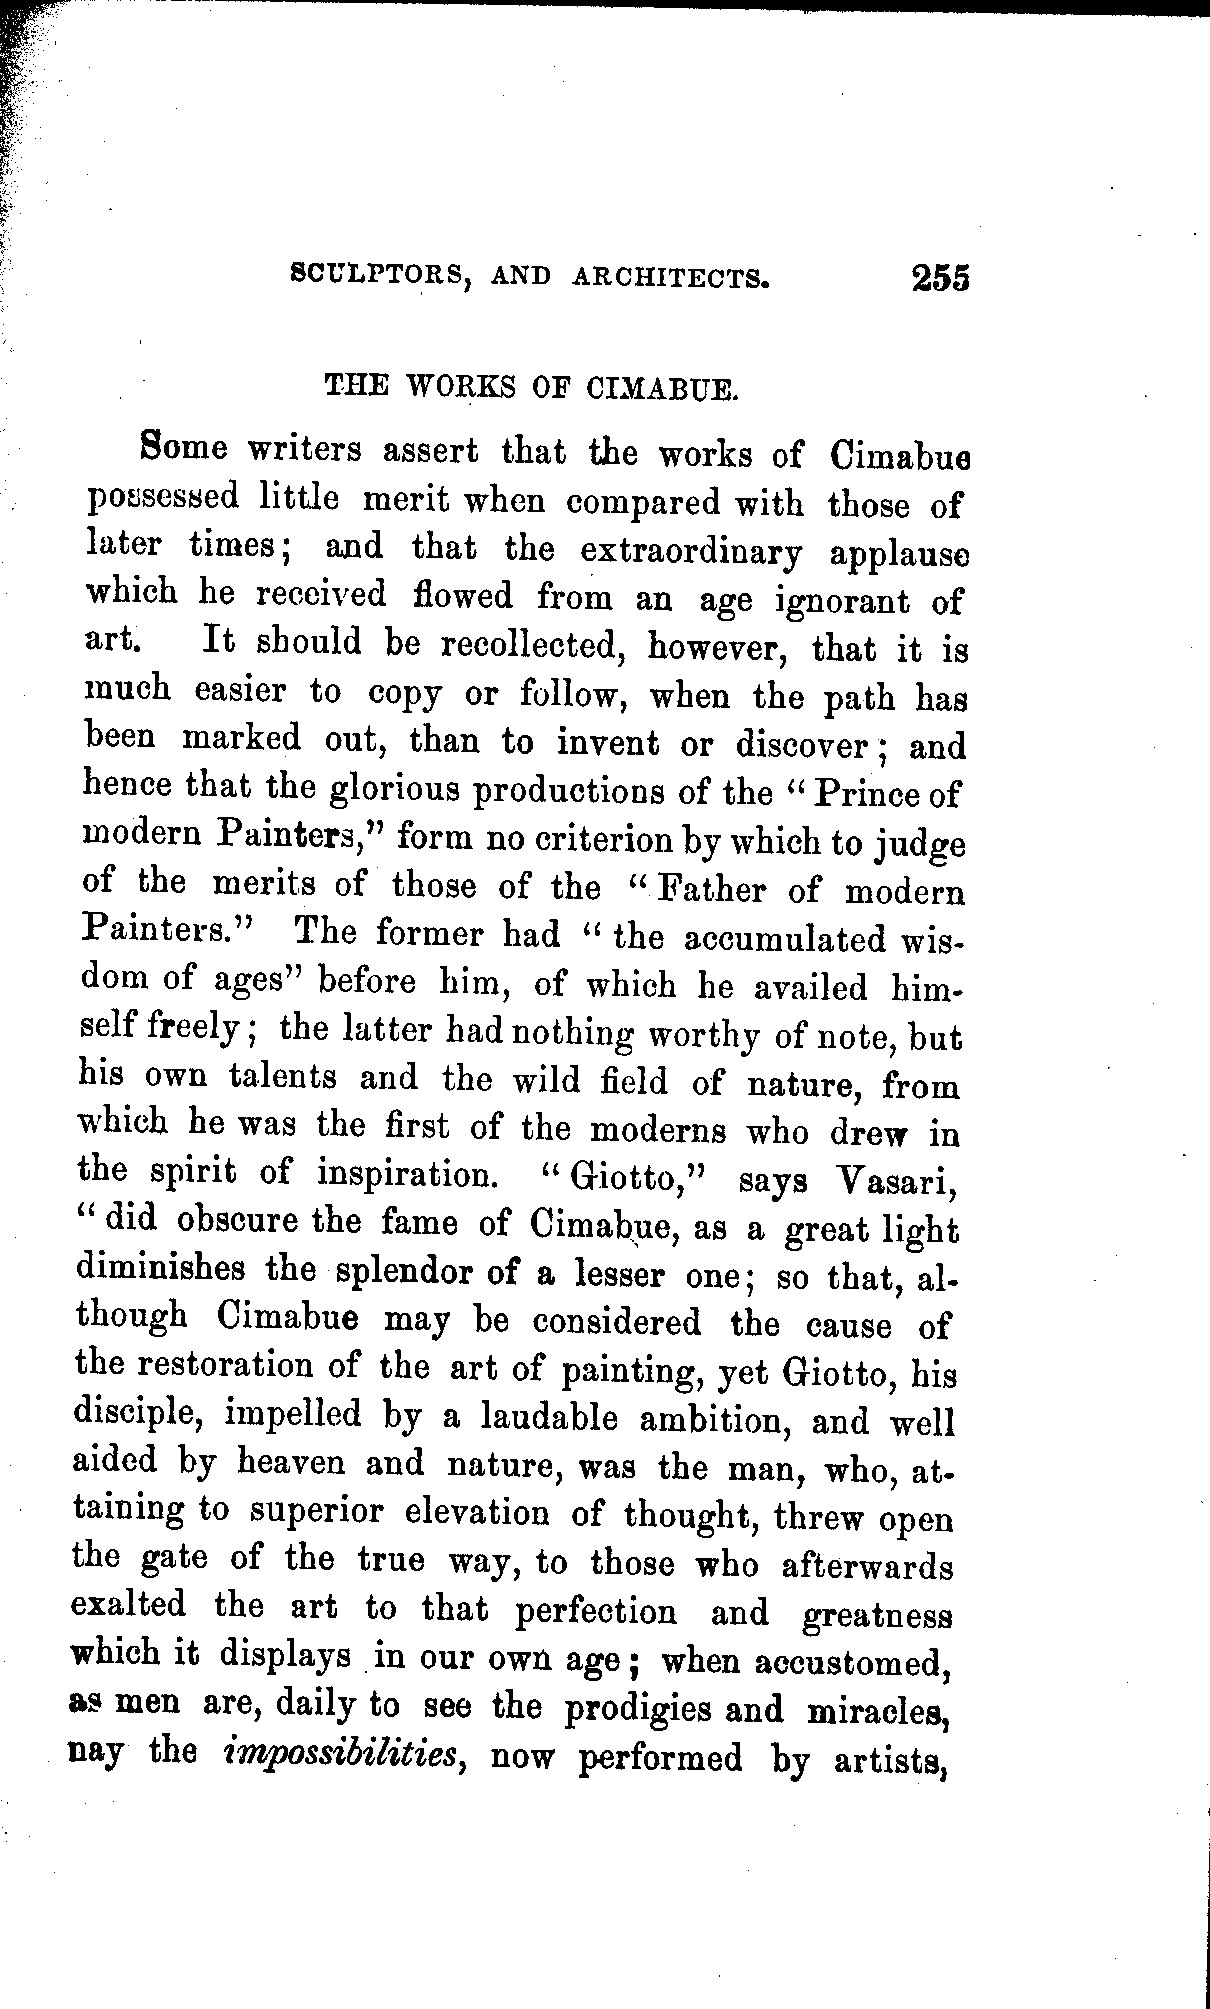 SCULPTORS, AND ARCHITECTS. 255
THE WORKS OF CIMABUE.
Some writers assert that the works of Cimabue
possessed little merit when compared with those of
later times; and that the extraordinary applause
which he received flowed from an age ignorant of
art. It should be recollected, however, that it is
much easier to copy or follow, when the path has
been marked out, than to invent or discover; and
hence that the glorious productions of the "Prince of
modern Painters," form no criterion by which to judge
of the merits of those of the "Father of modern
Painters." The former had "the accumulated wis-
dom of ages" before him, of which he availed him-
self freely; the latter had nothing worthy of note, but
his own talents and the wild field of nature, from
which he was the first of the moderns who drew in
the spirit of inspiration. "Giotto," says Vasari,
"did obscure the fame of Cimabue, as a great light
diminishes the splendor of a lesser one; so that, al-
though Cimabue may be considered the cause of
the restoration of the art of painting, yet Giotto, his
disciple, impelled by a laudable ambition, and well
aided by heaven and nature, was the man, who, at-
taining to superior elevation of thought, threw open
the gate of the true way, to those who afterwards
exalted the art to that perfection and greatness
which it displays in our own age; when accustomed,
as men are, daily to see the prodigies and miracles,
nay the impossibilities, now performed by artists,